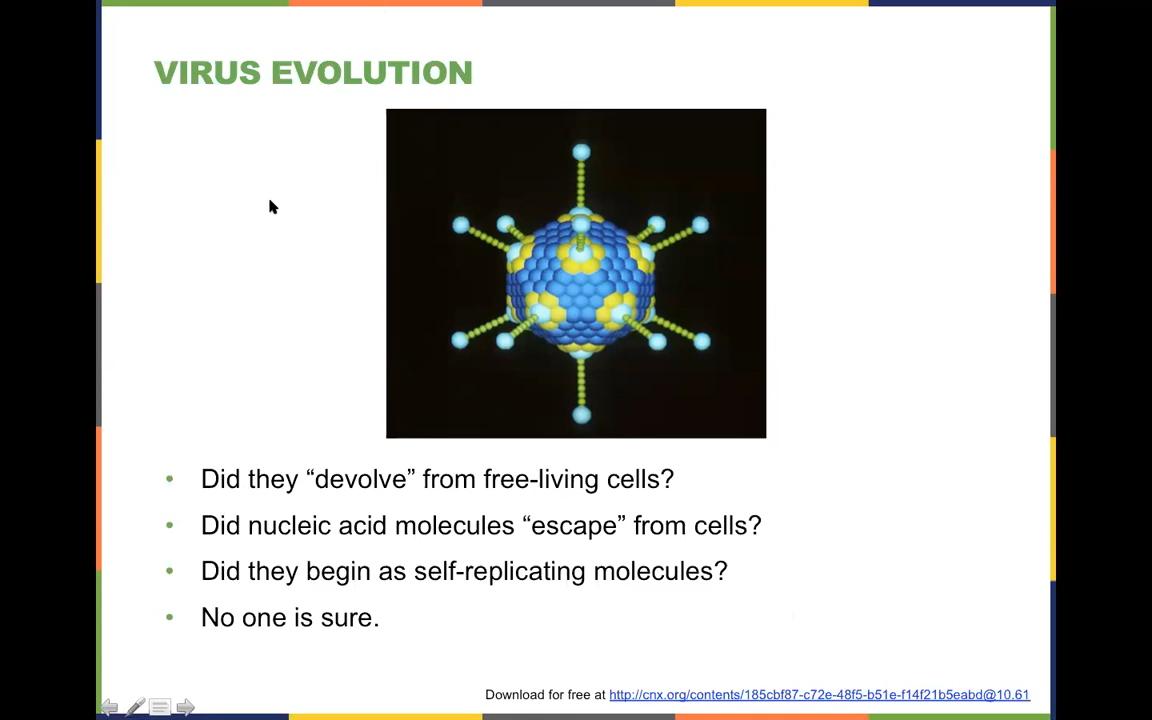 VIRUS EVOLUTION
• Did they “devolve” from free-living cells?
• Did nucleic acid molecules “escape” from cells?
• Did they begin as self-replicating molecules?
• No one is sure.
Download for free at http://cnx.org/contents/185cbf87-c72e-48f5-b51e-f14f21b5eabd@10.61